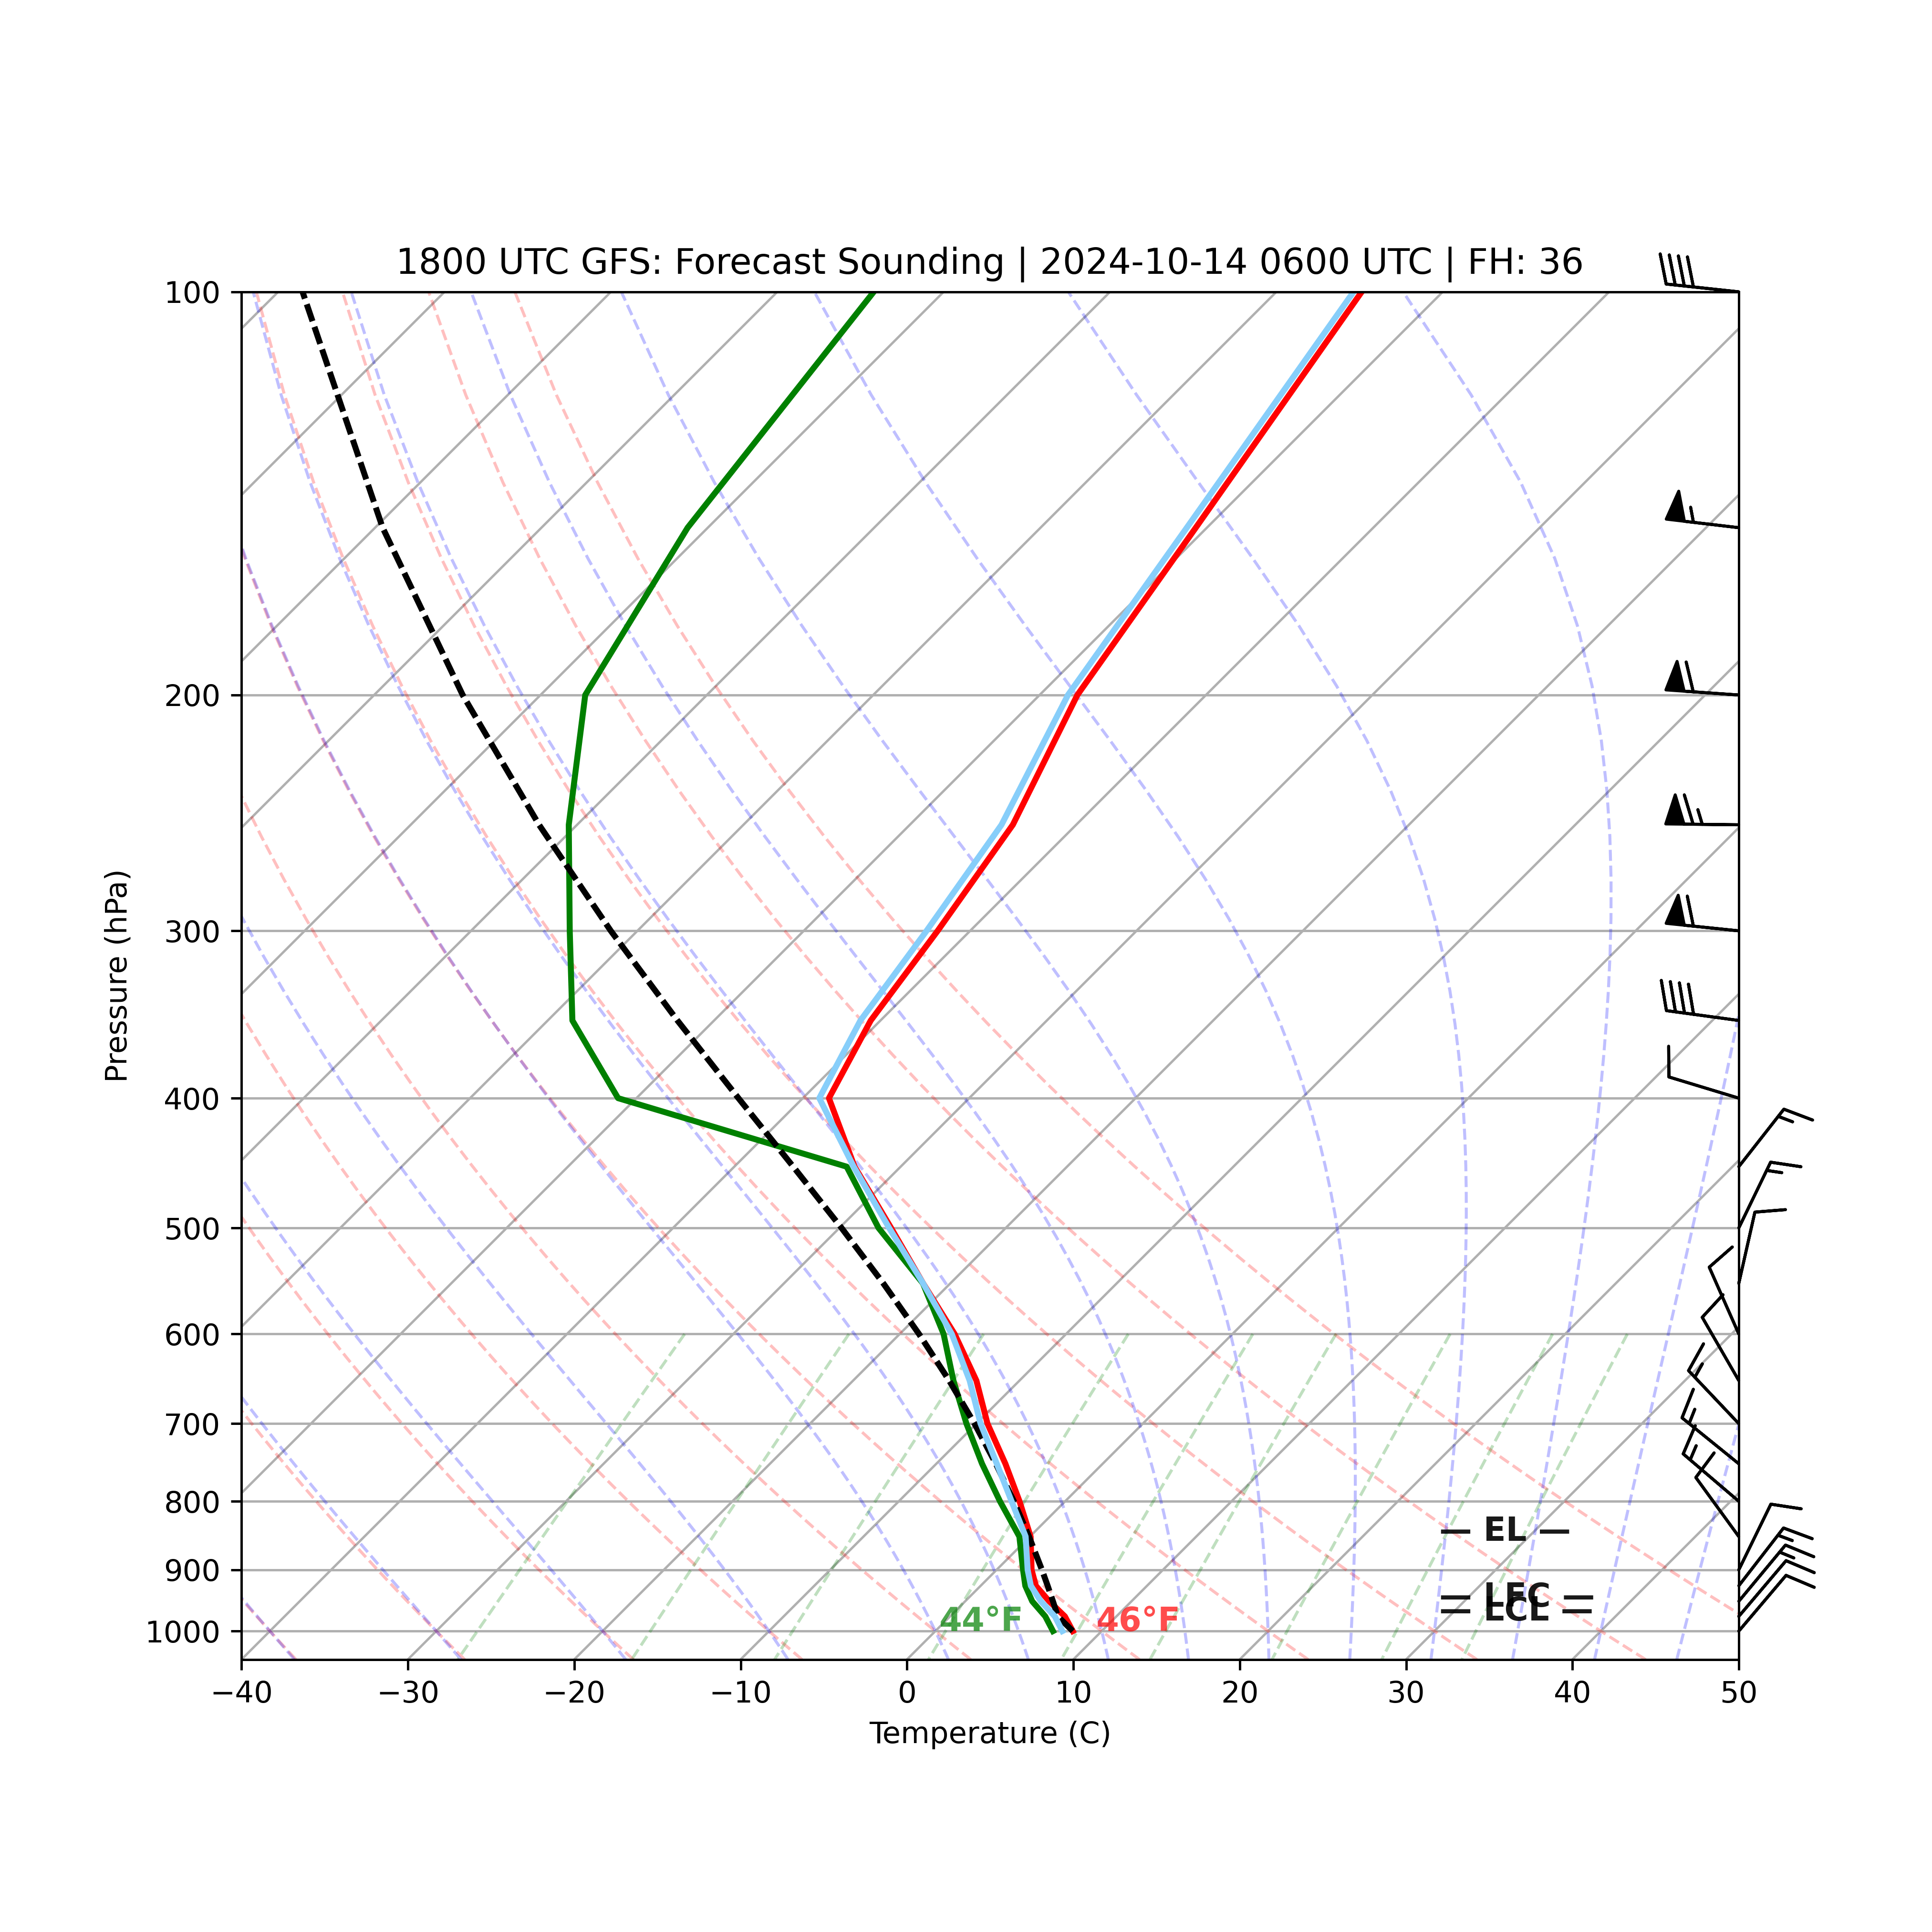 1800 UTC GFS: Forecast Sounding | 2024-10-14 0600 UTC | FH: 36
100
200
300
400
500
600
700
800
900
1000
Pressure (hPa)
— EL —
— LFC —
— LCL —
44°F
46°F
−40 −30 −20 −10 0 10 20 30 40 50
Temperature (C)